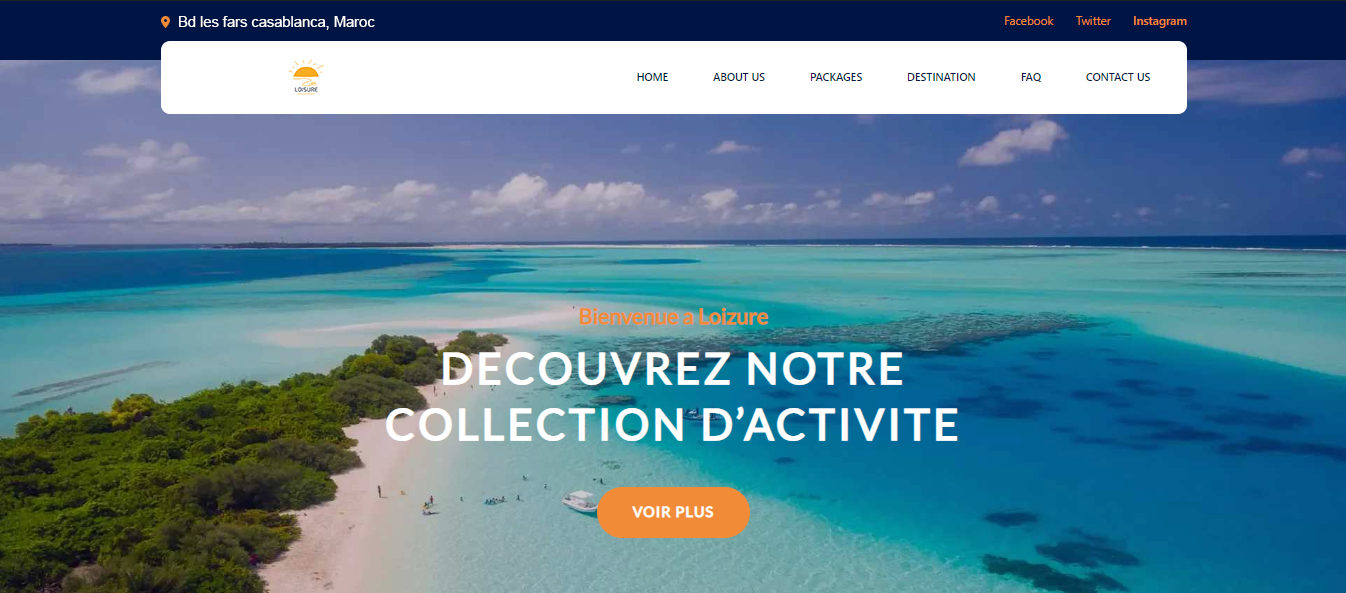 Bd les fars casablanca, Maroc
Facebook Twitter Instagram
LOISURE
HOME ABOUT US PACKAGES DESTINATION FAQ CONTACT US
Bienvenue a Loizure
DECOUVREZ NOTRE
COLLECTION D’ACTIVITE
VOIR PLUS